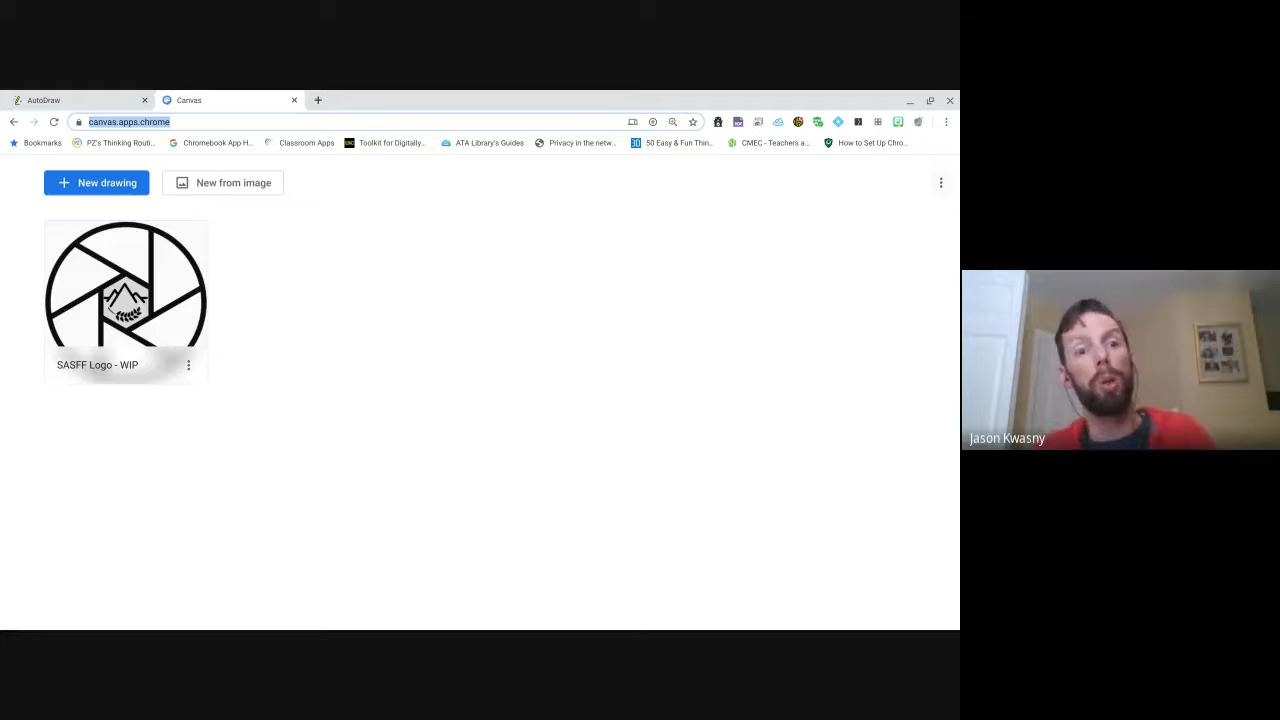 AutoDraw
Canvas
canvas.apps.chrome
Bookmarks
PZ's Thinking Routi...
Chromebook App H...
Classroom Apps
Toolkit for Digitally...
ATA Library's Guides
Privacy in the netw...
50 Easy & Fun Thin...
CMEC - Teachers a...
How to Set Up Chro...
New drawing
New from image
SASFF Logo - WIP
Jason Kwasny